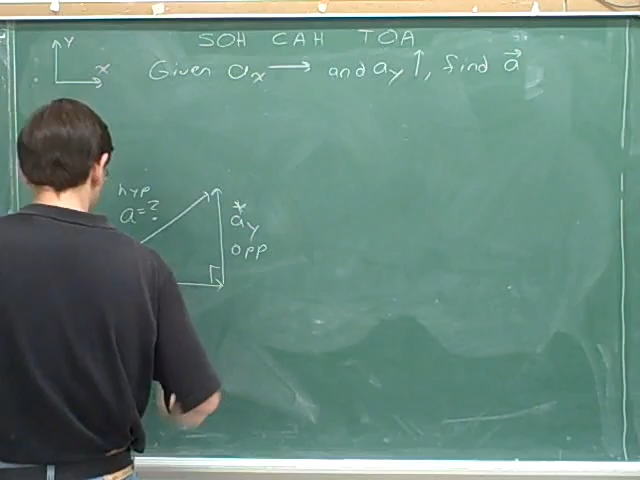 SOH CAH TOA
Y
X
Given ax → and ay ↑, find a⃗
hyp
a=?
*
ay
opp